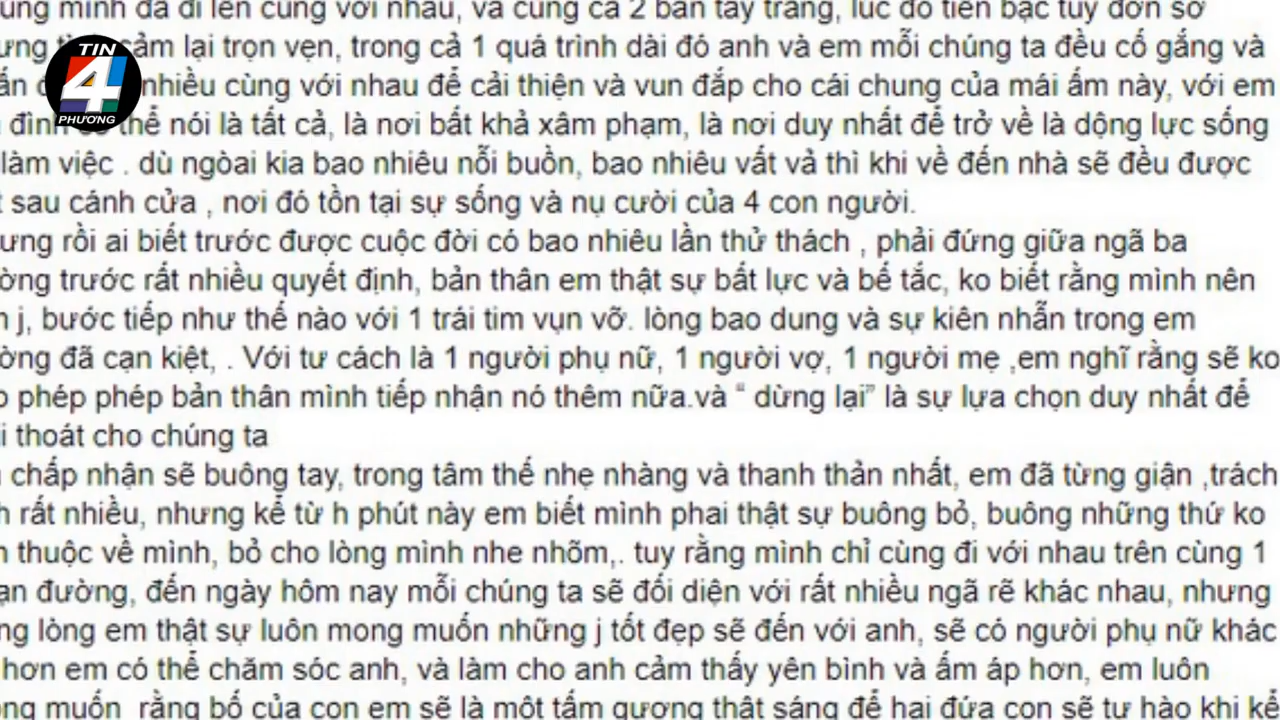 mình đã đi lên cùng với nhau, và cùng cả 2 bàn tay trắng, lúc đó tiền bạc tuy đơn sơ
TIN 4 PHƯƠNG
cảm lại trọn vẹn, trong cả 1 quá trình dài đó anh và em mỗi chúng ta đều cố gắng và
nhiều cùng với nhau để cải thiện và vun đắp cho cái chung của mái ấm này, với em
đình thể nói là tất cả, là nơi bất khả xâm phạm, là nơi duy nhất để trở về là dộng lực sống
làm việc . dù ngòai kia bao nhiêu nỗi buồn, bao nhiêu vất vả thì khi về đến nhà sẽ đều được
sau cánh cửa , nơi đó tồn tại sự sống và nụ cười của 4 con người.
ưng rồi ai biết trước được cuộc đời có bao nhiêu lần thử thách , phải đứng giữa ngã ba
ờng trước rất nhiều quyết định, bản thân em thật sự bất lực và bế tắc, ko biết rằng mình nên
j, bước tiếp như thế nào với 1 trái tim vụn vỡ. lòng bao dung và sự kiên nhẫn trong em
ờng đã cạn kiệt, . Với tư cách là 1 người phụ nữ, 1 người vợ, 1 người mẹ ,em nghĩ rằng sẽ ko
phép phép bản thân mình tiếp nhận nó thêm nữa.và “ dừng lại” là sự lựa chọn duy nhất để
i thoát cho chúng ta
chấp nhận sẽ buông tay, trong tâm thế nhẹ nhàng và thanh thản nhất, em đã từng giận ,trách
rất nhiều, nhưng kể từ h phút này em biết mình phai thật sự buông bỏ, buông những thứ ko
thuộc về mình, bỏ cho lòng mình nhe nhõm,. tuy rằng mình chỉ cùng đi với nhau trên cùng 1
ạn đường, đến ngày hôm nay mỗi chúng ta sẽ đối diện với rất nhiều ngã rẽ khác nhau, nhưng
ng lòng em thật sự luôn mong muốn những j tốt đẹp sẽ đến với anh, sẽ có người phụ nữ khác
hơn em có thể chăm sóc anh, và làm cho anh cảm thấy yên bình và ấm áp hơn, em luôn
ong muốn rằng bố của con em sẽ là một tấm gương thật sáng để hai đứa con sẽ tự hào khi kể